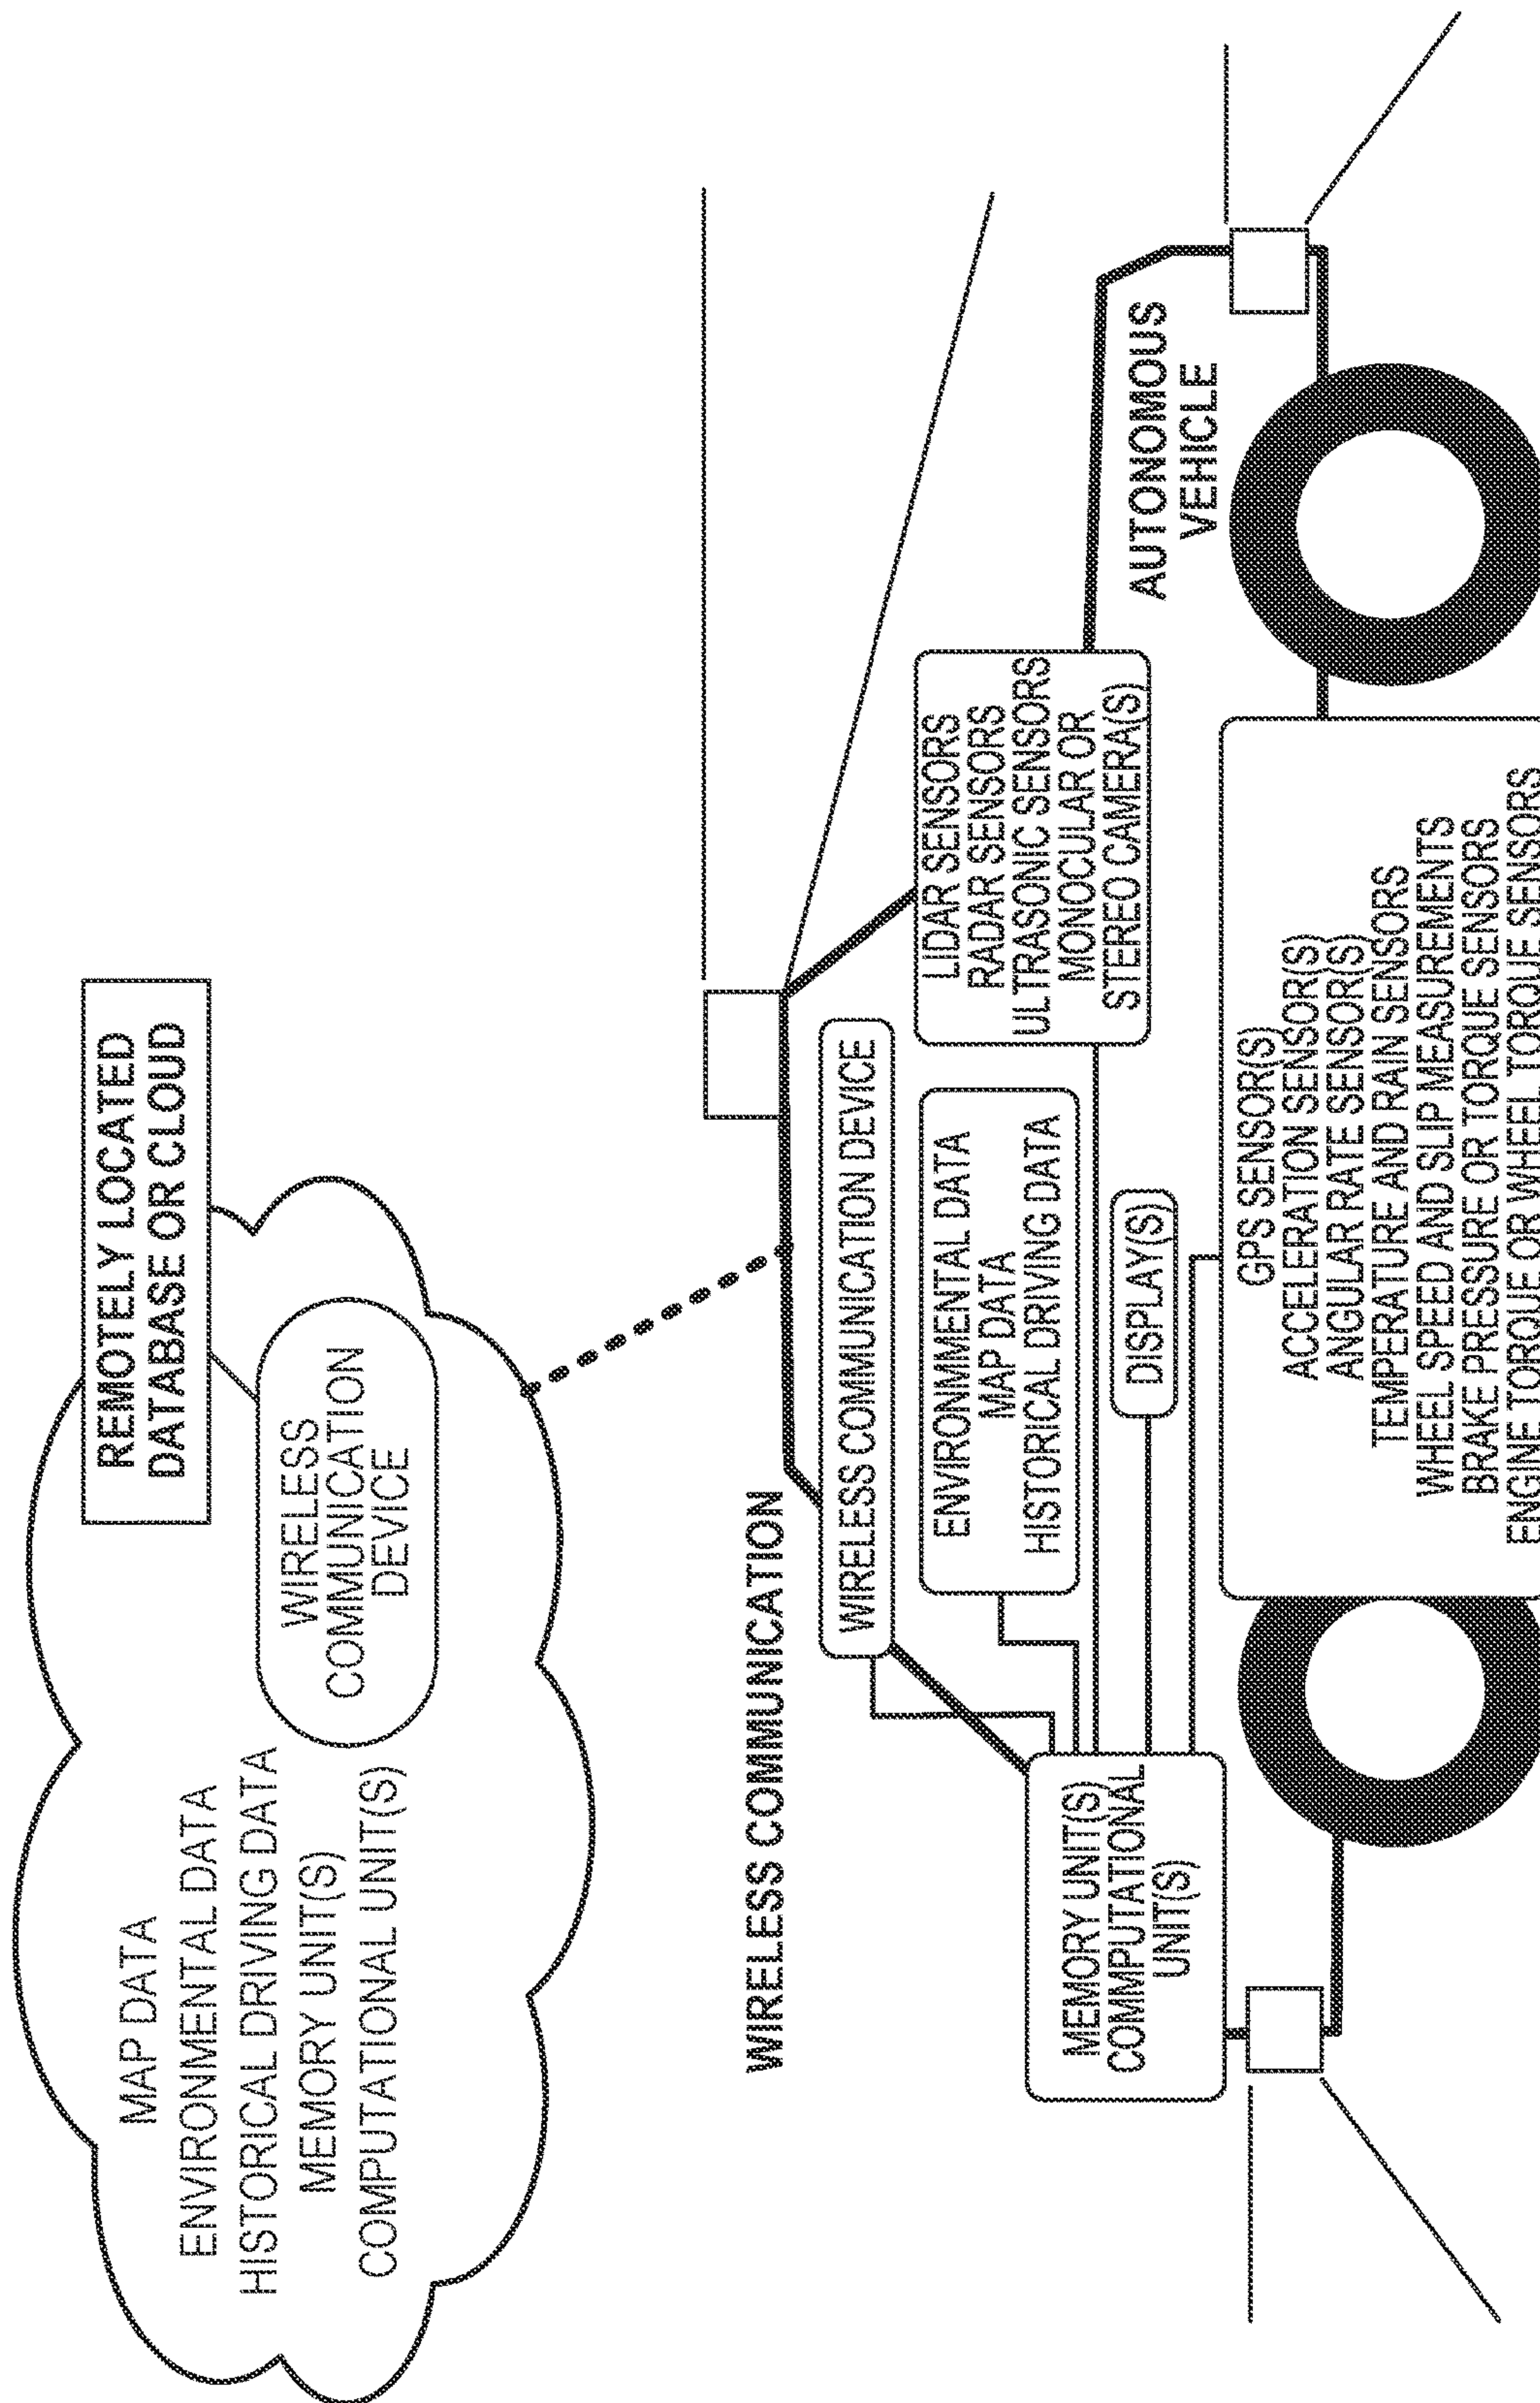 REMOTELY LOCATED
DATABASE OR CLOUD
MAP DATA
ENVIRONMENTAL DATA
HISTORICAL DRIVING DATA
MEMORY UNIT(S)
COMPUTATIONAL UNIT(S)
WIRELESS
COMMUNICATION
DEVICE
WIRELESS COMMUNICATION
WIRELESS COMMUNICATION DEVICE
ENVIRONMENTAL DATA
MAP DATA
HISTORICAL DRIVING DATA
DISPLAY(S)
MEMORY UNIT(S)
COMMPUTATIONAL
UNIT(S)
LIDAR SENSORS
RADAR SENSORS
ULTRASONIC SENSORS
MONOCULAR OR
STEREO CAMERA(S)
AUTONOMOUS
VEHICLE
GPS SENSOR(S)
ACCELERATION SENSOR(S)
ANGULAR RATE SENSOR(S)
TEMPERATURE AND RAIN SENSORS
WHEEL SPEED AND SLIP MEASUREMENTS
BRAKE PRESSURE OR TORQUE SENSORS
ENGINE TORQUE OR WHEEL TORQUE SENSORS